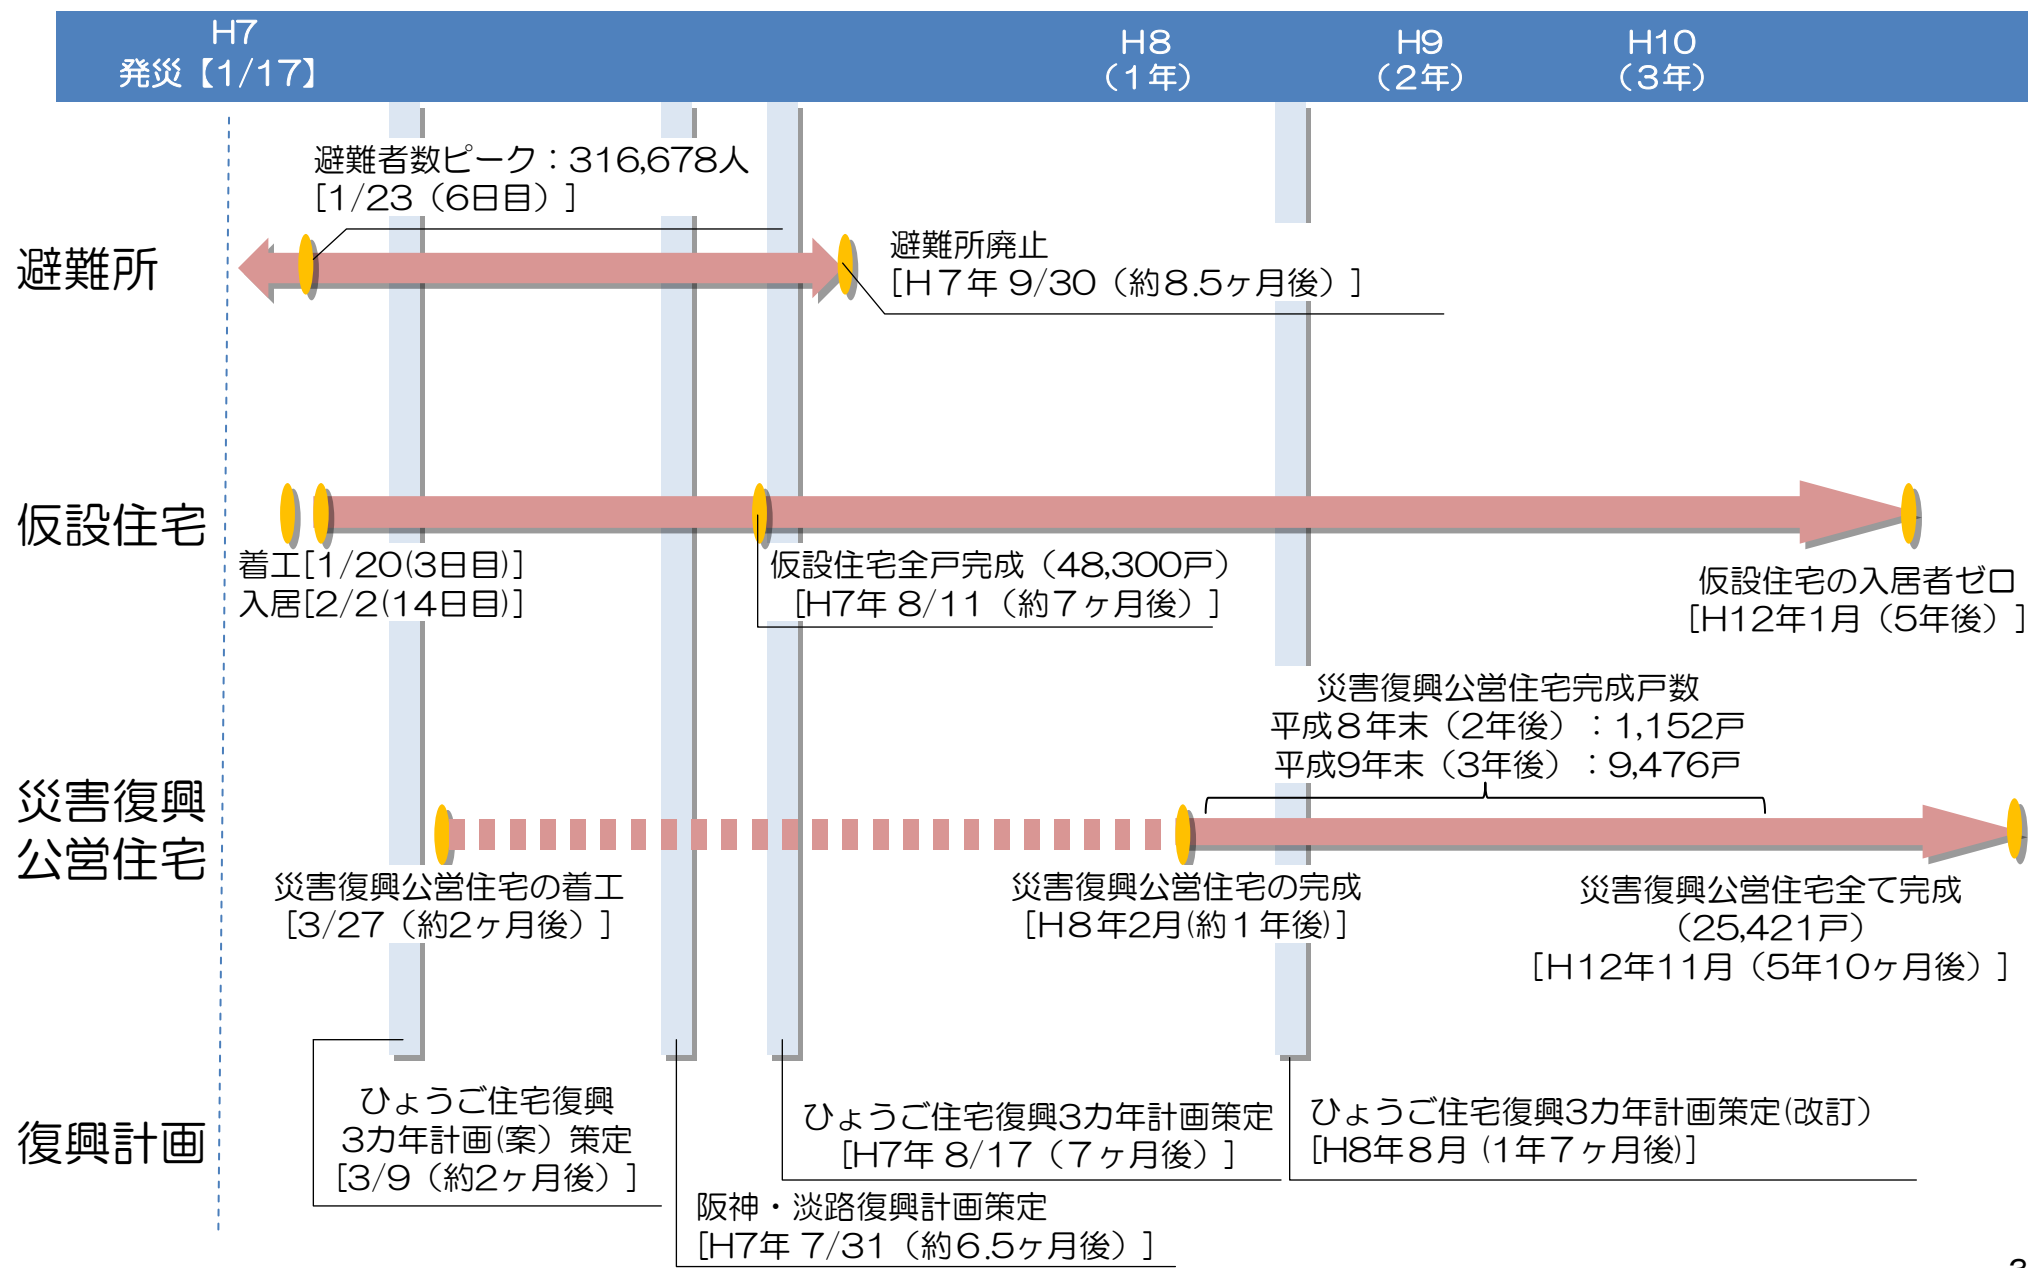 H7
発災【1/17】
H8
（1年）
H9
（2年）
H10
（3年）
避難所
避難者数ピーク：316,678人
[1/23（6日目）]
避難所廃止
[H7年 9/30（約8.5ヶ月後）]
仮設住宅
着工[1/20(3日目)]
入居[2/2(14日目)]
仮設住宅全戸完成（48,300戸）
[H7年 8/11（約7ヶ月後）]
仮設住宅の入居者ゼロ
[H12年1月（5年後）]
災害復興
公営住宅
災害復興公営住宅完成戸数
平成8年末（2年後）：1,152戸
平成9年末（3年後）：9,476戸
災害復興公営住宅の着工
[3/27（約2ヶ月後）]
災害復興公営住宅の完成
[H8年2月(約1年後)]
災害復興公営住宅全て完成
（25,421戸）
[H12年11月（5年10ヶ月後）]
復興計画
ひょうご住宅復興
3カ年計画(案）策定
[3/9（約2ヶ月後）]
阪神・淡路復興計画策定
[H7年 7/31（約6.5ヶ月後）]
ひょうご住宅復興3カ年計画策定
[H7年 8/17（7ヶ月後）]
ひょうご住宅復興3カ年計画策定(改訂）
[H8年8月 (1年7ヶ月後)]